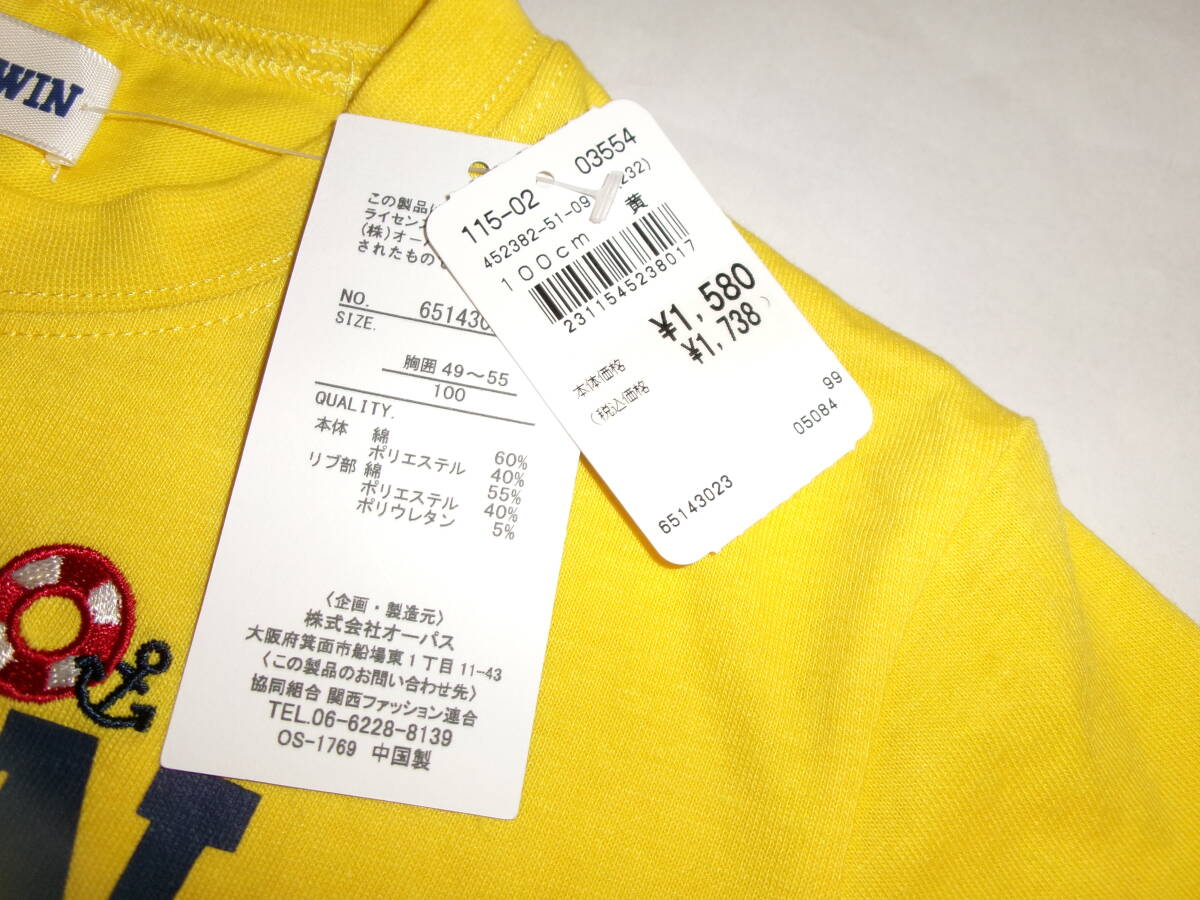 WIN
この製品
ライセン
(株)オー
されたもの
NO. 65143
SIZE.
胸囲 49～55
100
QUALITY.
本体 綿 60%
ポリエステル 40%
リブ部 綿 55%
ポリエステル 40%
ポリウレタン 5%
〈企画・製造元〉
株式会社オーパス
大阪府箕面市船場東1丁目11-43
〈この製品のお問い合わせ先〉
協同組合 関西ファッション連合
TEL.06-6228-8139
OS-1769 中国製
115-02 03554
452382-51-09 232)
100cm 黄
2311545238017
本体価格 ¥1,580
(税込価格 ¥1,738)
99
05084
65143023